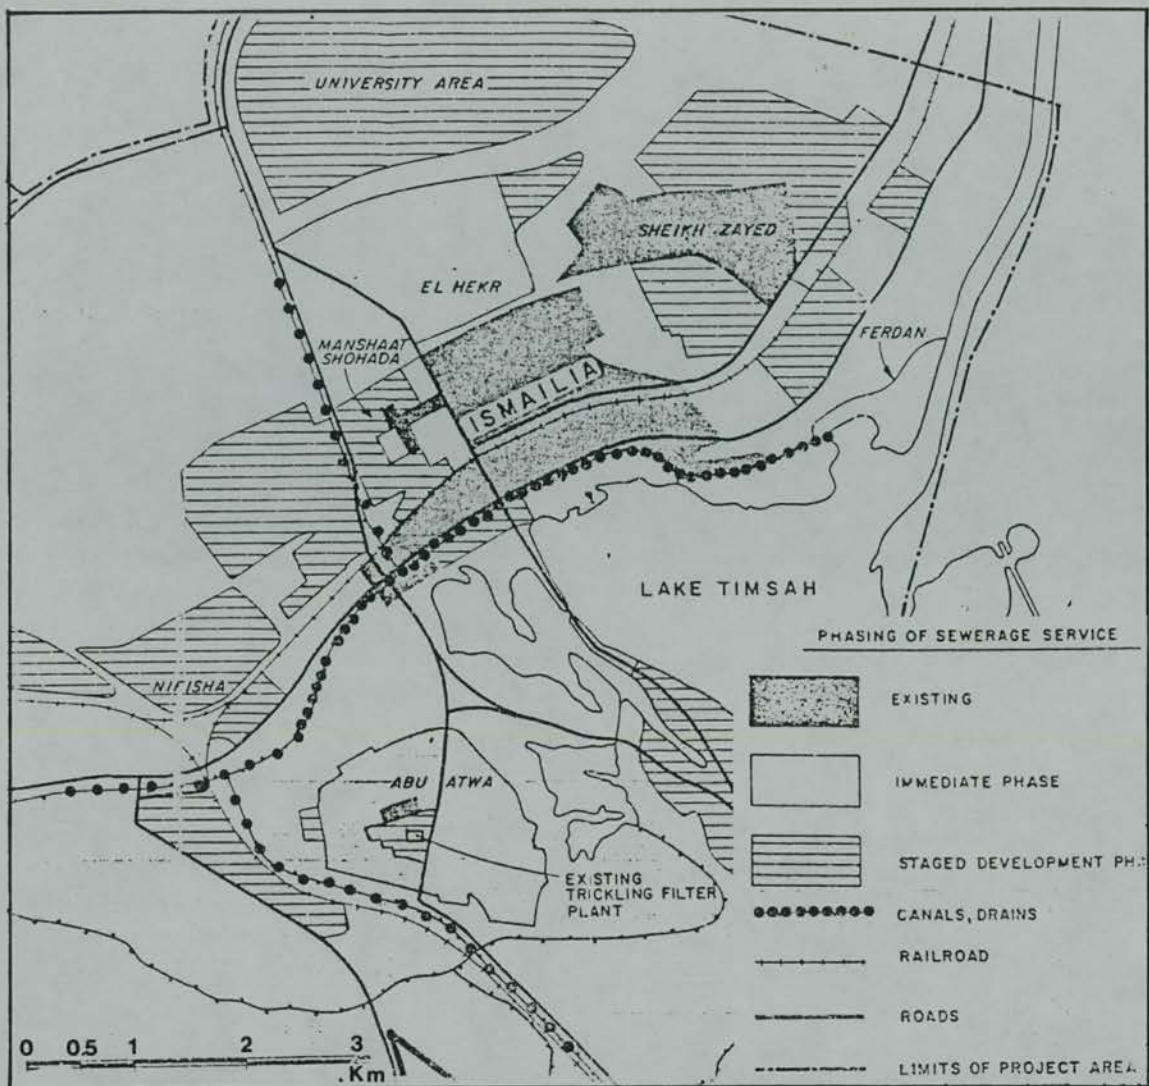 UNIVERSITY AREA
SHEIKH ZAYED
EL HEKR
FERDAN
MANSHAAT
SHOHADA
ISMAILIA
LAKE TIMSAH
NIFISHA
ABU ATWA
EXISTING
TRICKLING FILTER
PLANT
PHASING OF SEWERAGE SERVICE
EXISTING
IMMEDIATE PHASE
STAGED DEVELOPMENT PH
CANALS, DRAINS
RAILROAD
ROADS
LIMITS OF PROJECT AREA
0 0.5 1 2 3
.Km